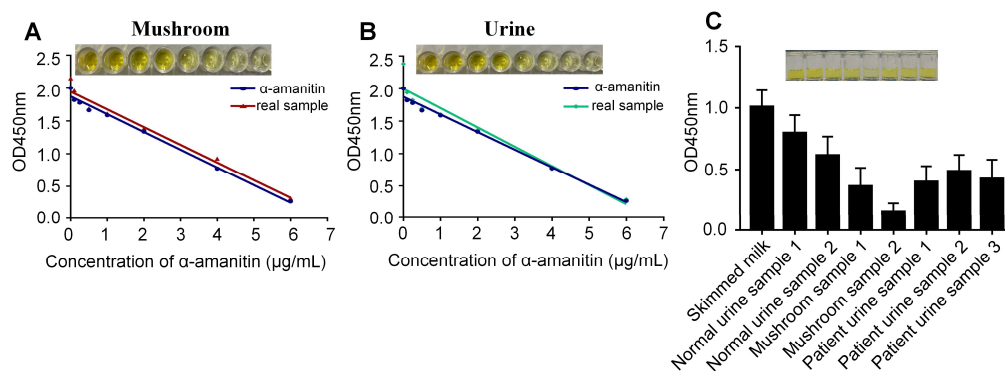 A
Mushroom
OD450nm
2.5
2.0
1.5
1.0
0.5
0.0
α-amanitin
real sample
0 1 2 3 4 5 6 7
Concentration of α-amanitin (µg/mL)
B
Urine
OD450nm
2.5
2.0
1.5
1.0
0.5
0.0
α-amanitin
real sample
0 1 2 3 4 5 6 7
Concentration of α-amanitin (µg/mL)
C
OD450nm
1.5
1.0
0.5
0.0
Skimmed milk
Normal urine sample 1
Normal urine sample 2
Mushroom sample 1
Mushroom sample 2
Patient urine sample 1
Patient urine sample 2
Patient urine sample 3